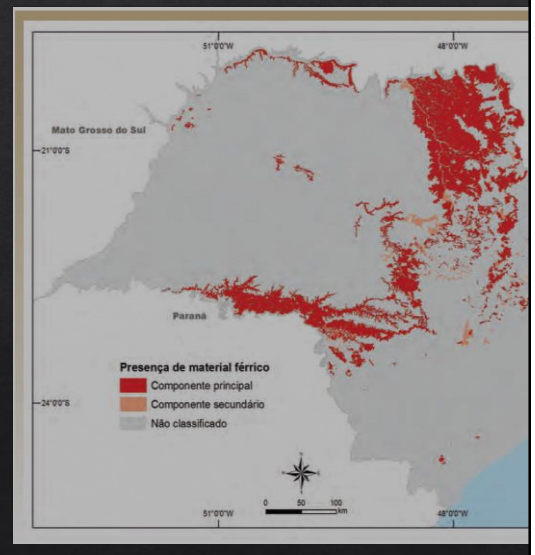 51°0'0"W
48°0'0"W
Mato Grosso do Sul
21°0'0"S
Paraná
Presença de material férrico
Componente principal
Componente secundário
24°0'0"S
Não classificado
0 50 100
km
51°0'0"W
48°0'0"W